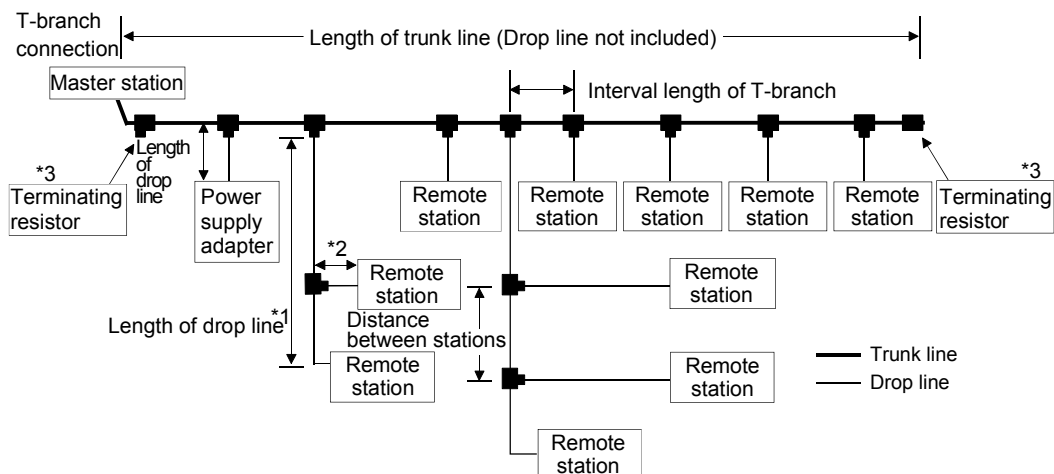 T-branch
connection
Length of trunk line (Drop line not included)
Master station
Interval length of T-branch
*3
Terminating
resistor
Length
of
drop
line
Power
supply
adapter
Remote
station
Remote
station
Remote
station
Remote
station
Remote
station
*3
Terminating
resistor
*2
Remote
station
Length of drop line*1
Distance
between stations
Remote
station
Remote
station
Remote
station
Remote
station
Trunk line
Drop line